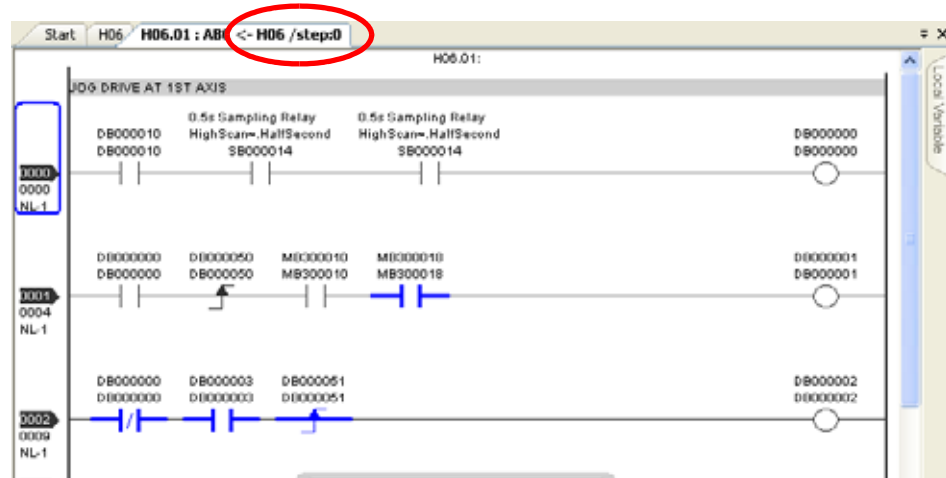 Start H06 H06.01 : AB <- H06 /step:0
H06.01:
JOG DRIVE AT 1ST AXIS
0.5s Sampling Relay 0.5s Sampling Relay
DB000010 HighScan~.HalfSecond HighScan~.HalfSecond DB000000
DB000010 SB000014 SB000014 DB000000
0000
0000
NL-1
DB000000 DB000050 MB300010 MB300018 DB000001
DB000000 DB000050 MB300010 MB300018 DB000001
0001
0004
NL-1
DB000000 DB000003 DB000051 DB000002
DB000000 DB000003 DB000051 DB000002
0002
0009
NL-1
Local Variable